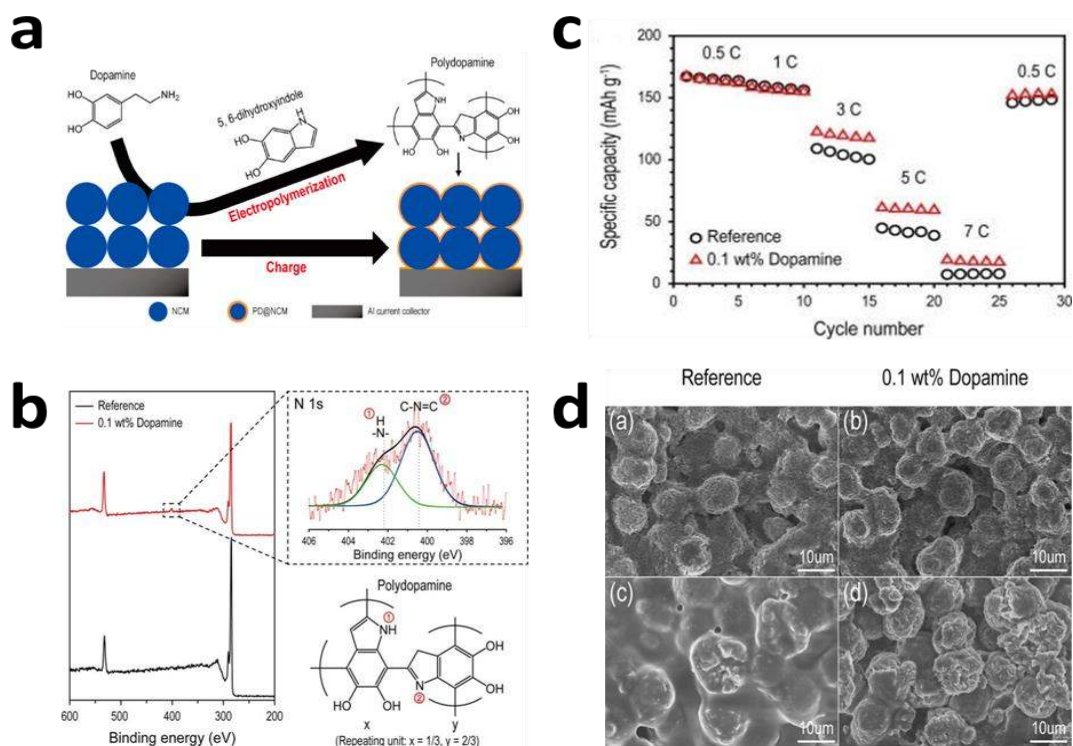 a
Dopamine
HO
NH₂
HO
5, 6-dihydroxyindole
HO
HO
H
N
Electropolymerization
Polydopamine
NH
OH
HO
OH
N
OH
Charge
NCM
PD@NCM
Al current collector
b
Reference
0.1 wt% Dopamine
600
500
400
300
200
Binding energy (eV)
N 1s
①
H
-N-
C-N=C
②
406
404
402
400
398
396
Binding energy (eV)
Polydopamine
①
NH
OH
HO
OH
N
②
OH
x
y
(Repeating unit: x = 1/3, y = 2/3)
c
Specific capacity (mAh g⁻¹)
200
150
100
50
0
0.5 C
1 C
3 C
5 C
7 C
0.5 C
Reference
0.1 wt% Dopamine
0
5
10
15
20
25
30
Cycle number
d
Reference
0.1 wt% Dopamine
(a)
10um
(b)
10um
(c)
10um
(d)
10um